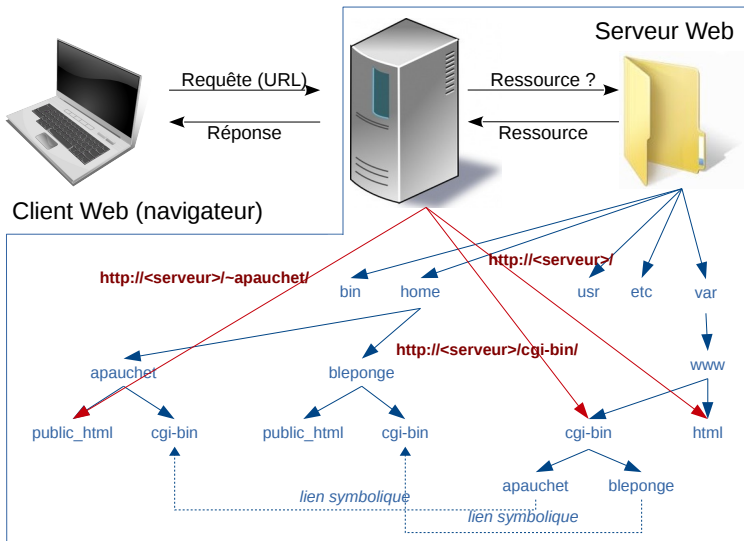 Serveur Web
Requête (URL)
Ressource ?
Réponse
Ressource
Client Web (navigateur)
http://<serveur>/~apauchet/
http://<serveur>/
bin
home
usr
etc
var
http://<serveur>/cgi-bin/
apauchet
bleponge
www
public_html
cgi-bin
public_html
cgi-bin
cgi-bin
html
apauchet
bleponge
lien symbolique
lien symbolique